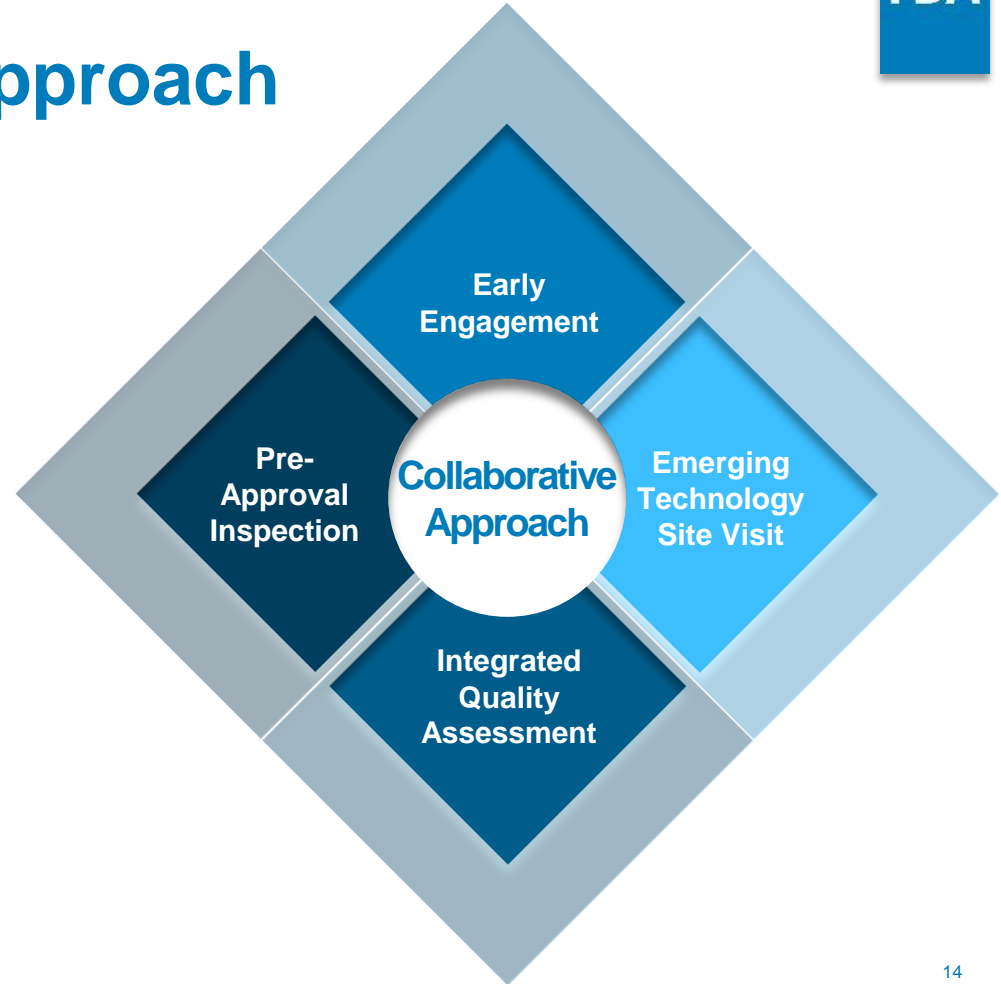 pproach
Early
Engagement
Pre-
Approval
Inspection
Collaborative
Approach
Emerging
Technology
Site Visit
Integrated
Quality
Assessment
14